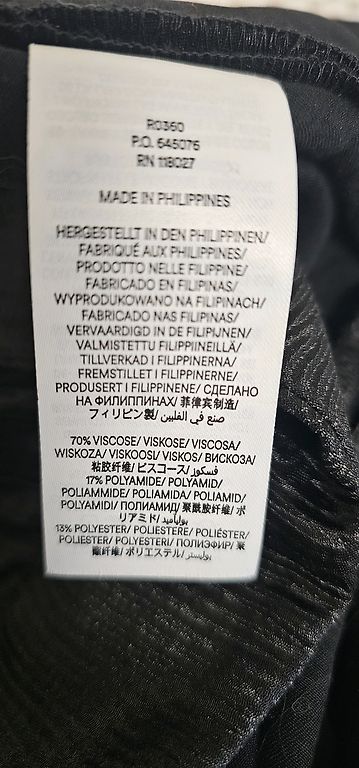 R0360
P.O. 645076
RN 118027
MADE IN PHILIPPINES
HERGESTELLT IN DEN PHILIPPINEN/
FABRIQUÉ AUX PHILIPPINES/
PRODOTTO NELLE FILIPPINE/
FABRICADO EN FILIPINAS/
WYPRODUKOWANO NA FILIPINACH/
FABRICADO NAS FILIPINAS/
VERVAARDIGD IN DE FILIPIJNEN/
VALMISTETTU FILIPPIINEILLÄ/
TILLVERKAD I FILIPPINERNA/
FREMSTILLET I FILIPPINERNE/
PRODUSERT I FILIPPINENE/ СДЕЛАНО
НА ФИЛИППИНАХ/ 菲律宾制造/
フィリピン製/ صنع في الفلبين
70% VISCOSE/ VISKOSE/ VISCOSA/
WISKOZA/ VISKOOSI/ VISKOS/ ВИСКОЗА/
粘胶纤维/ ビスコース/ فسكوز/
17% POLYAMIDE/ POLYAMID/
POLIAMMIDE/ POLIAMIDA/ POLIAMID/
POLYAMIDI/ ПОЛИАМИД/ 聚酰胺纤维/ ポ
リアミド/ بولياميد/
13% POLYESTER/ POLIESTERE/ POLIÉSTER/
POLIESTER/ POLYESTERI/ ПОЛИЭФИР/ 聚
酯纤维/ ポリエステル/ بوليستر